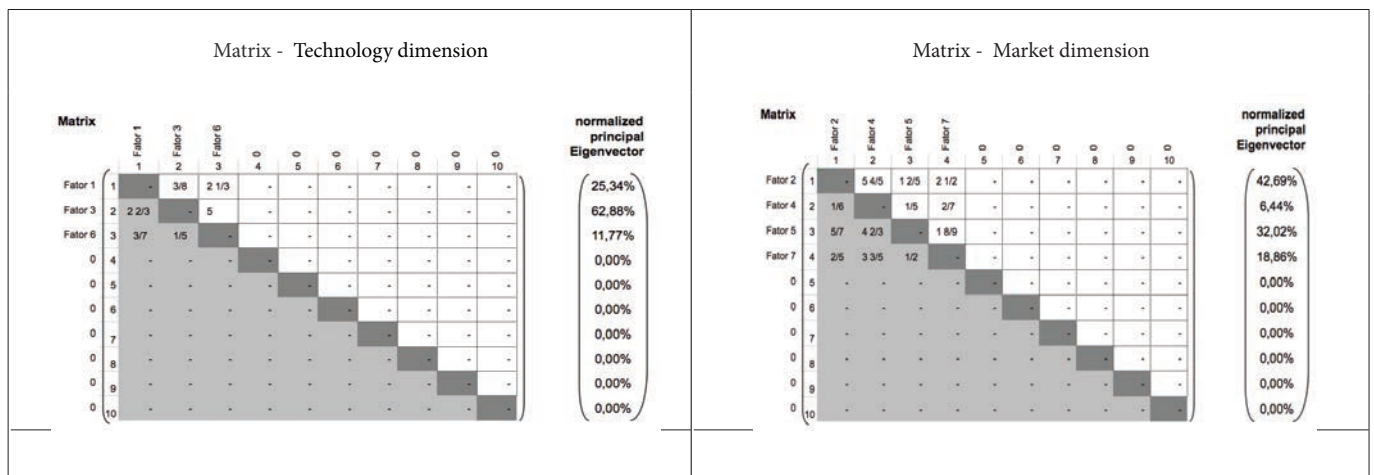 Matrix - Technology dimension
Matrix
Fator 1 Fator 3 Fator 6 0 0 0 0 0 0 0
1 2 3 4 5 6 7 8 9 10
normalized
principal
Eigenvector
Fator 1 1 - 3/8 2 1/3 - - - - - - - 25,34%
Fator 3 2 2 2/3 - 5 - - - - - - - 62,88%
Fator 6 3 3/7 1/5 - - - - - - - - 11,77%
0 4 - - - - - - - - - - 0,00%
0 5 - - - - - - - - - - 0,00%
0 6 - - - - - - - - - - 0,00%
0 7 - - - - - - - - - - 0,00%
0 8 - - - - - - - - - - 0,00%
0 9 - - - - - - - - - - 0,00%
0 10 - - - - - - - - - - 0,00%
Matrix - Market dimension
Matrix
Fator 2 Fator 4 Fator 5 Fator 7 0 0 0 0 0 0
1 2 3 4 5 6 7 8 9 10
normalized
principal
Eigenvector
Fator 2 1 - 5 4/5 1 2/5 2 1/2 - - - - - - 42,69%
Fator 4 2 1/6 - 1/5 2/7 - - - - - - 6,44%
Fator 5 3 5/7 4 2/3 - 1 8/9 - - - - - - 32,02%
Fator 7 4 2/5 3 3/5 1/2 - - - - - - - 18,86%
0 5 - - - - - - - - - - 0,00%
0 6 - - - - - - - - - - 0,00%
0 7 - - - - - - - - - - 0,00%
0 8 - - - - - - - - - - 0,00%
0 9 - - - - - - - - - - 0,00%
0 10 - - - - - - - - - - 0,00%